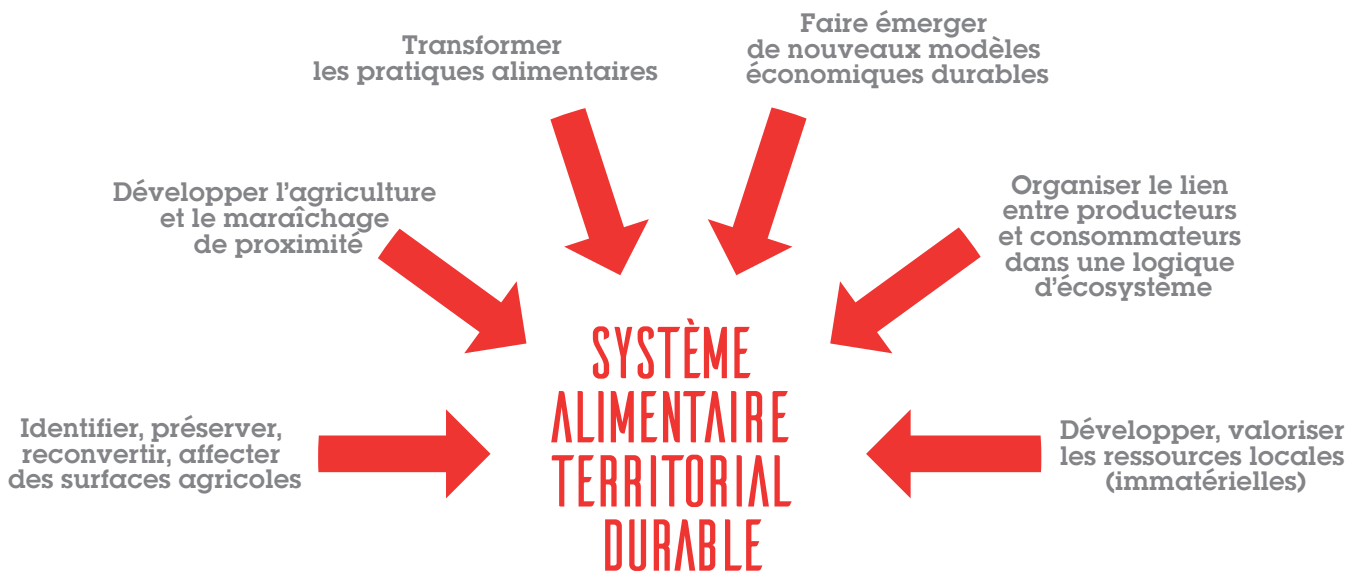 Transformer
les pratiques alimentaires
Faire émerger
de nouveaux modèles
économiques durables
Développer l’agriculture
et le maraîchage
de proximité
Organiser le lien
entre producteurs
et consommateurs
dans une logique
d’écosystème
Identifier, préserver,
reconvertir, affecter
des surfaces agricoles
SYSTÈME
ALIMENTAIRE
TERRITORIAL
DURABLE
Développer, valoriser
les ressources locales
(immatérielles)